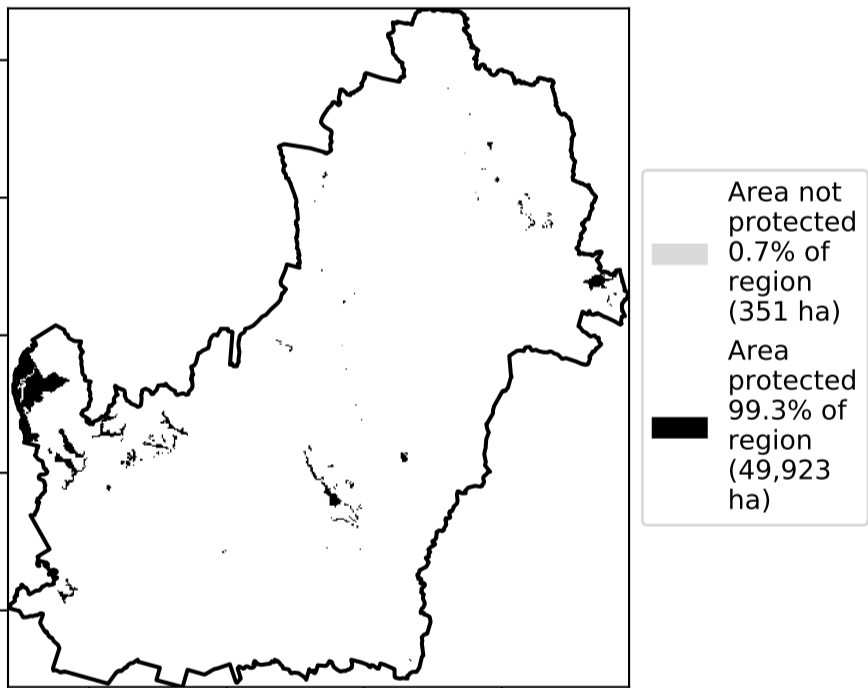 Area not
protected
0.7% of
region
(351 ha)
Area
protected
99.3% of
region
(49,923
ha)